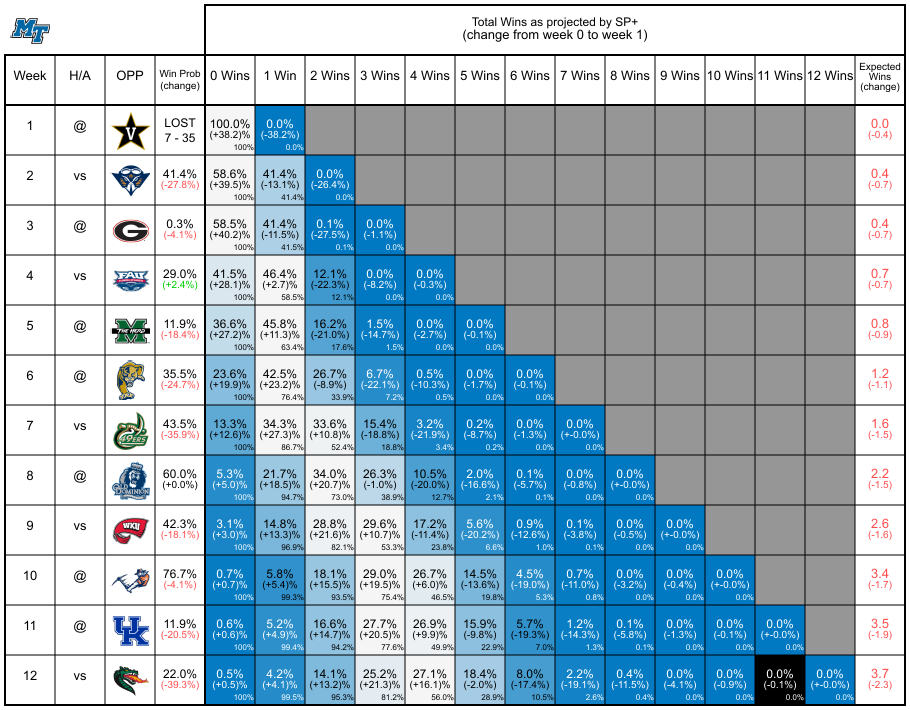 MT
Total Wins as projected by SP+
(change from week 0 to week 1)
Week H/A OPP Win Prob (change) 0 Wins 1 Win 2 Wins 3 Wins 4 Wins 5 Wins 6 Wins 7 Wins 8 Wins 9 Wins 10 Wins 11 Wins 12 Wins Expected Wins (change)
1 @ V LOST 100.0% 0.0% 0.0
7 - 35 (+38.2)% (-38.2)% (-0.4)
100% 0.0%
2 vs 41.4% 58.6% 41.4% 0.0% 0.4
(-27.8%) (+39.5)% (-13.1)% (-26.4)% (-0.7)
100% 41.4% 0.0%
3 @ G 0.3% 58.5% 41.4% 0.1% 0.0% 0.4
(-4.1%) (+40.2)% (-11.5)% (-27.5)% (-1.1)% (-0.7)
100% 41.5% 0.1% 0.0%
4 vs FAU 29.0% 41.5% 46.4% 12.1% 0.0% 0.0% 0.7
(+2.4%) (+28.1)% (+2.7)% (-22.3)% (-8.2)% (-0.3)% (-0.7)
100% 58.5% 12.1% 0.0% 0.0%
5 @ M THE HERD 11.9% 36.6% 45.8% 16.2% 1.5% 0.0% 0.0% 0.8
(-18.4%) (+27.2)% (+11.3)% (-21.0)% (-14.7)% (-2.7)% (-0.1)% (-0.9)
100% 63.4% 17.6% 1.5% 0.0% 0.0%
6 @ 35.5% 23.6% 42.5% 26.7% 6.7% 0.5% 0.0% 0.0% 1.2
(-24.7%) (+19.9)% (+23.2)% (-8.9)% (-22.1)% (-10.3)% (-1.7)% (-0.1)% (-1.1)
100% 76.4% 33.9% 7.2% 0.5% 0.0% 0.0%
7 vs C 49ERS 43.5% 13.3% 34.3% 33.6% 15.4% 3.2% 0.2% 0.0% 0.0% 1.6
(-35.9%) (+12.6)% (+27.3)% (+10.8)% (-18.8)% (-21.9)% (-8.7)% (-1.3)% (+-0.0)% (-1.5)
100% 86.7% 52.4% 18.8% 3.4% 0.2% 0.0% 0.0%
8 @ OLD DOMINION 60.0% 5.3% 21.7% 34.0% 26.3% 10.5% 2.0% 0.1% 0.0% 0.0% 2.2
(+0.0%) (+5.0)% (+18.5)% (+20.7)% (-1.0)% (-20.0)% (-16.6)% (-5.7)% (-0.8)% (+-0.0)% (-1.5)
100% 94.7% 73.0% 38.9% 12.7% 2.1% 0.1% 0.0% 0.0%
9 vs WKU 42.3% 3.1% 14.8% 28.8% 29.6% 17.2% 5.6% 0.9% 0.1% 0.0% 0.0% 2.6
(-18.1%) (+3.0)% (+13.3)% (+21.6)% (+10.7)% (-11.4)% (-20.2)% (-12.6)% (-3.8)% (-0.5)% (+-0.0)% (-1.6)
100% 96.9% 82.1% 53.3% 23.8% 6.6% 1.0% 0.1% 0.0% 0.0%
10 @ 76.7% 0.7% 5.8% 18.1% 29.0% 26.7% 14.5% 4.5% 0.7% 0.0% 0.0% 0.0% 3.4
(-4.1%) (+0.7)% (+5.4)% (+15.5)% (+19.5)% (+6.0)% (-13.6)% (-19.0)% (-11.0)% (-3.2)% (-0.4)% (+-0.0)% (-1.7)
100% 99.3% 93.5% 75.4% 46.5% 19.8% 5.3% 0.8% 0.0% 0.0% 0.0%
11 @ UK 11.9% 0.6% 5.2% 16.6% 27.7% 26.9% 15.9% 5.7% 1.2% 0.1% 0.0% 0.0% 0.0% 3.5
(-20.5%) (+0.6)% (+4.9)% (+14.7)% (+20.5)% (+9.9)% (-9.8)% (-19.3)% (-14.3)% (-5.8)% (-1.3)% (-0.1)% (+-0.0)% (-1.9)
100% 99.4% 94.2% 77.6% 49.9% 22.9% 7.0% 1.3% 0.1% 0.0% 0.0% 0.0%
12 vs 22.0% 0.5% 4.2% 14.1% 25.2% 27.1% 18.4% 8.0% 2.2% 0.4% 0.0% 0.0% 0.0% 0.0% 3.7
(-39.3%) (+0.5)% (+4.1)% (+13.2)% (+21.3)% (+16.1)% (-2.0)% (-17.4)% (-19.1)% (-11.5)% (-4.1)% (-0.9)% (-0.1)% (+-0.0)% (-2.3)
100% 99.5% 95.3% 81.2% 56.0% 28.9% 10.5% 2.6% 0.4% 0.0% 0.0% 0.0% 0.0%